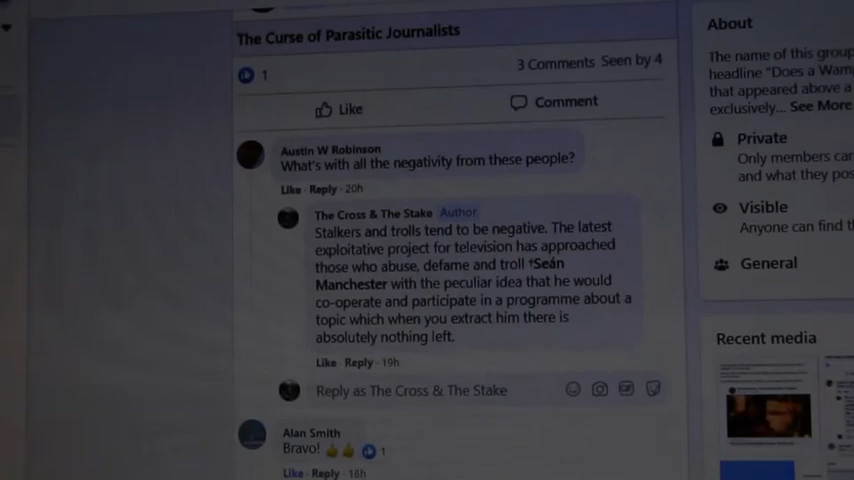 The Curse of Parasitic Journalists
1
3 Comments Seen by 4
Like
Comment
Austin W Robinson
What's with all the negativity from these people?
Like · Reply · 20h
The Cross & The Stake Author
Stalkers and trolls tend to be negative. The latest
exploitative project for television has approached
those who abuse, defame and troll †Seán
Manchester with the peculiar idea that he would
co-operate and participate in a programme about a
topic which when you extract him there is
absolutely nothing left.
Like · Reply · 19h
Reply as The Cross & The Stake
GIF
Alan Smith
Bravo! 👍👍 1
Like · Reply · 18h
About
The name of this group
headline "Does a Wam
that appeared above a
exclusively... See More
Private
Only members car
and what they pos
Visible
Anyone can find th
General
Recent media